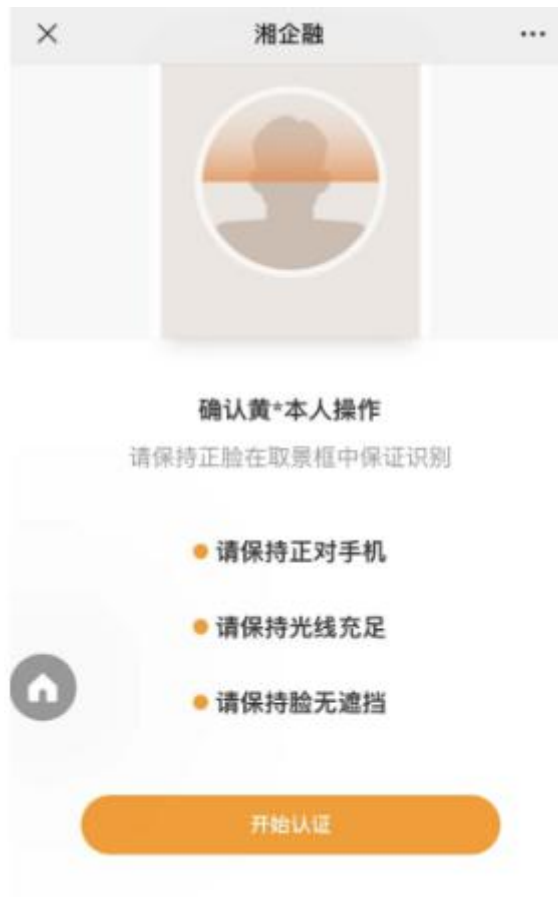 湘企融
确认黄*本人操作
请保持正脸在取景框中保证识别
请保持正对手机
请保持光线充足
请保持脸无遮挡
开始认证